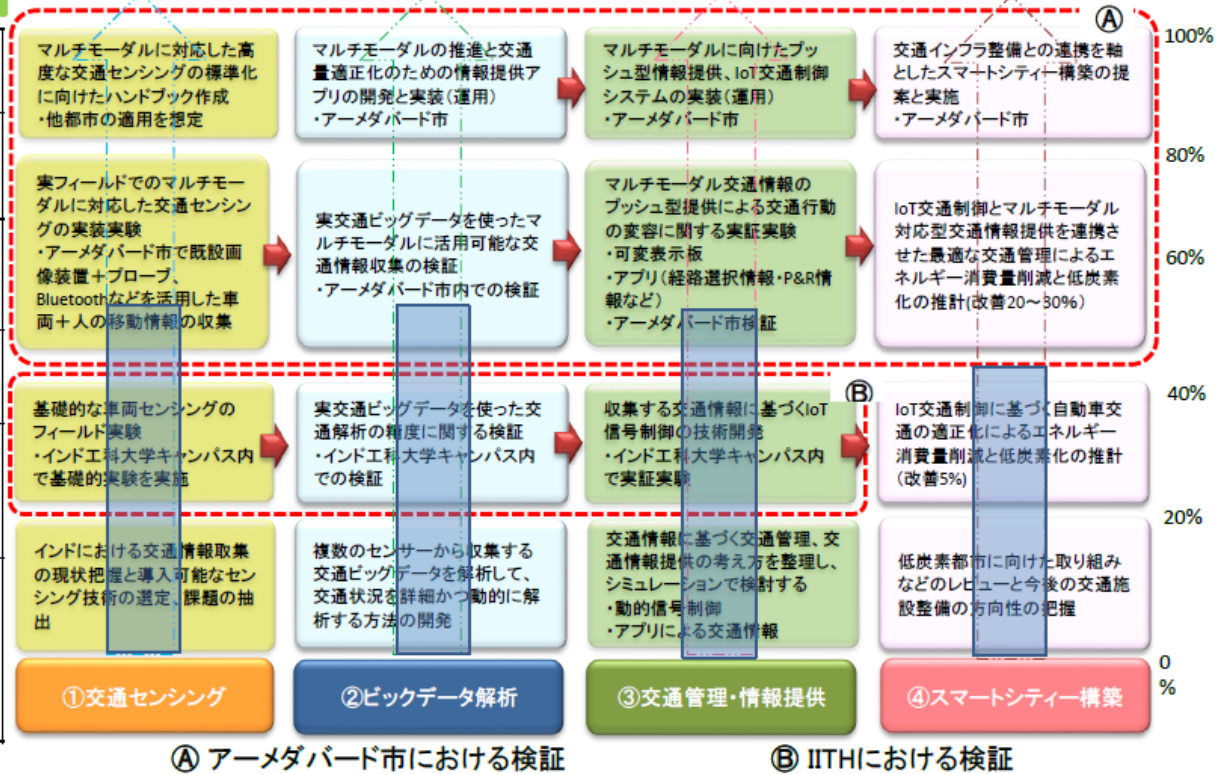 Ⓐ
マルチモーダルに対応した高
度な交通センシングの標準化
に向けたハンドブック作成
・他都市の適用を想定
マルチモーダルの推進と交通
量適正化のための情報提供ア
プリの開発と実装(運用)
・アーメダバード市
マルチモーダルに向けたプッ
シュ型情報提供、IoT交通制御
システムの実装(運用)
・アーメダバード市
交通インフラ整備との連携を軸
としたスマートシティー構築の提
案と実施
・アーメダバード市
100%
80%
実フィールドでのマルチモー
ダルに対応した交通センシン
グの実装実験
・アーメダバード市で既設画
像装置+プローブ、
Bluetoothなどを活用した車
両+人の移動情報の収集
実交通ビッグデータを使ったマ
ルチモーダルに活用可能な交
通情報収集の検証
・アーメダバード市内での検証
マルチモーダル交通情報の
プッシュ型提供による交通行動
の変容に関する実証実験
・可変表示板
・アプリ(経路選択情報・P&R情
報など)
・アーメダバード市検証
IoT交通制御とマルチモーダル
対応型交通情報提供を連携さ
せた最適な交通管理によるエ
ネルギー消費量削減と低炭素
化の推計(改善20～30%)
60%
40%
Ⓑ
基礎的な車両センシングの
フィールド実験
・インド工科大学キャンパス内
で基礎的実験を実施
実交通ビッグデータを使った交
通解析の精度に関する検証
・インド工科大学キャンパス内
での検証
収集する交通情報に基づくIoT
信号制御の技術開発
・インド工科大学キャンパス内
で実証実験
IoT交通制御に基づく自動車交
通の適正化によるエネルギー
消費量削減と低炭素化の推計
(改善5%)
20%
インドにおける交通情報取集
の現状把握と導入可能なセン
シング技術の選定、課題の抽
出
複数のセンサーから収集する
交通ビッグデータを解析して、
交通状況を詳細かつ動的に解
析する方法の開発
交通情報に基づく交通管理、交
通情報提供の考え方を整理し、
シミュレーションで検討する
・動的信号制御
・アプリによる交通情報
低炭素都市に向けた取り組み
などのレビューと今後の交通施
設整備の方向性の把握
0
%
①交通センシング
②ビックデータ解析
③交通管理・情報提供
④スマートシティー構築
Ⓐ アーメダバード市における検証
Ⓑ IITHにおける検証